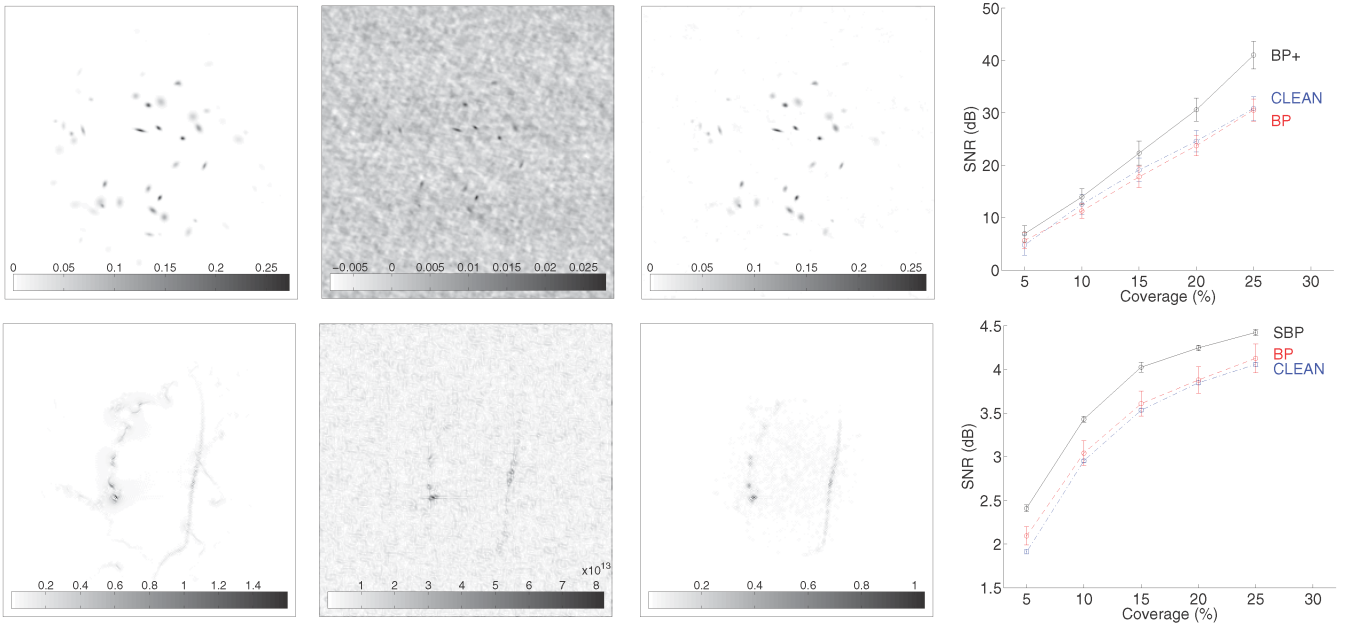 0 0.05 0.1 0.15 0.2 0.25
−0.005 0 0.005 0.01 0.015 0.02 0.025
0 0.05 0.1 0.15 0.2 0.25
50
40
30
20
10
0
SNR (dB)
5 10 15 20 25 30
Coverage (%)
BP+
CLEAN
BP
0.2 0.4 0.6 0.8 1 1.2 1.4
x10¹³
1 2 3 4 5 6 7 8
0.2 0.4 0.6 0.8 1
4.5
4
3.5
3
2.5
2
1.5
SNR (dB)
5 10 15 20 25 30
Coverage (%)
SBP
BP
CLEAN